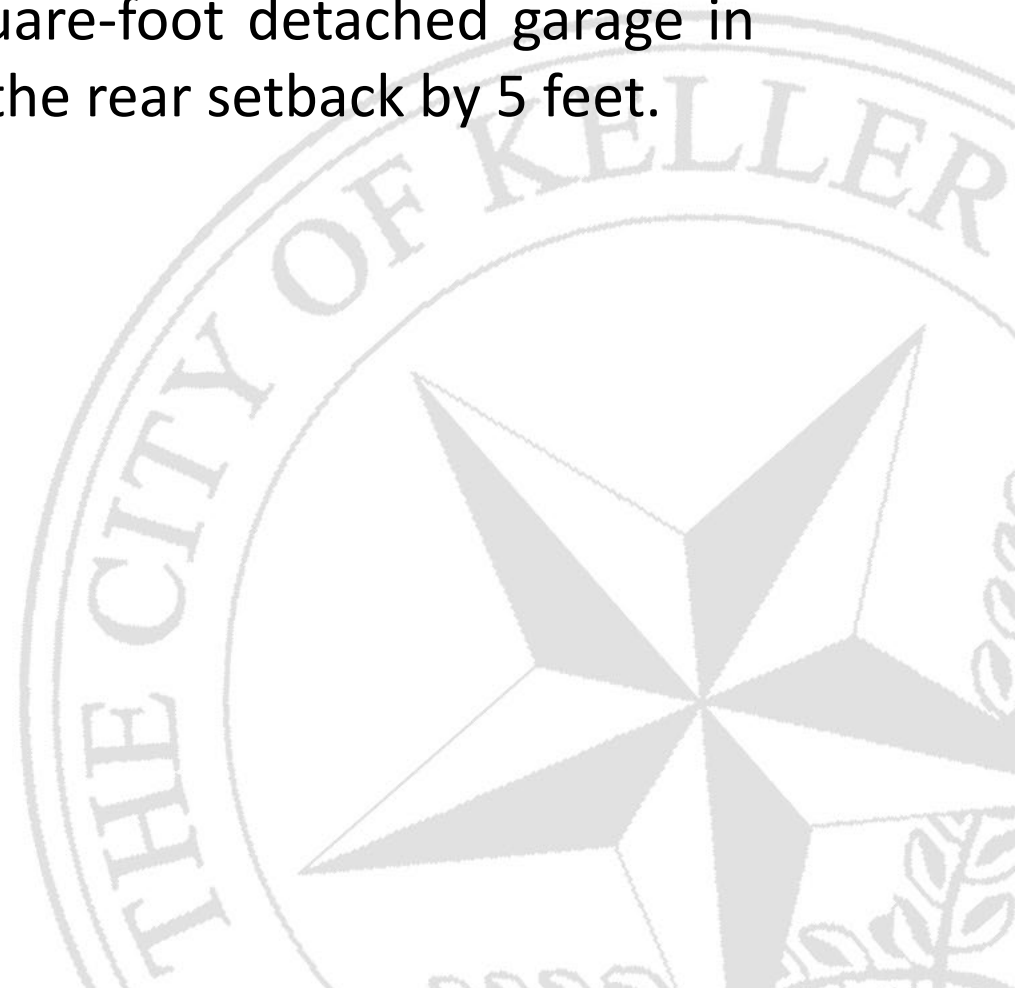 uare-foot detached garage in
the rear setback by 5 feet.
THE CITY OF KELLER